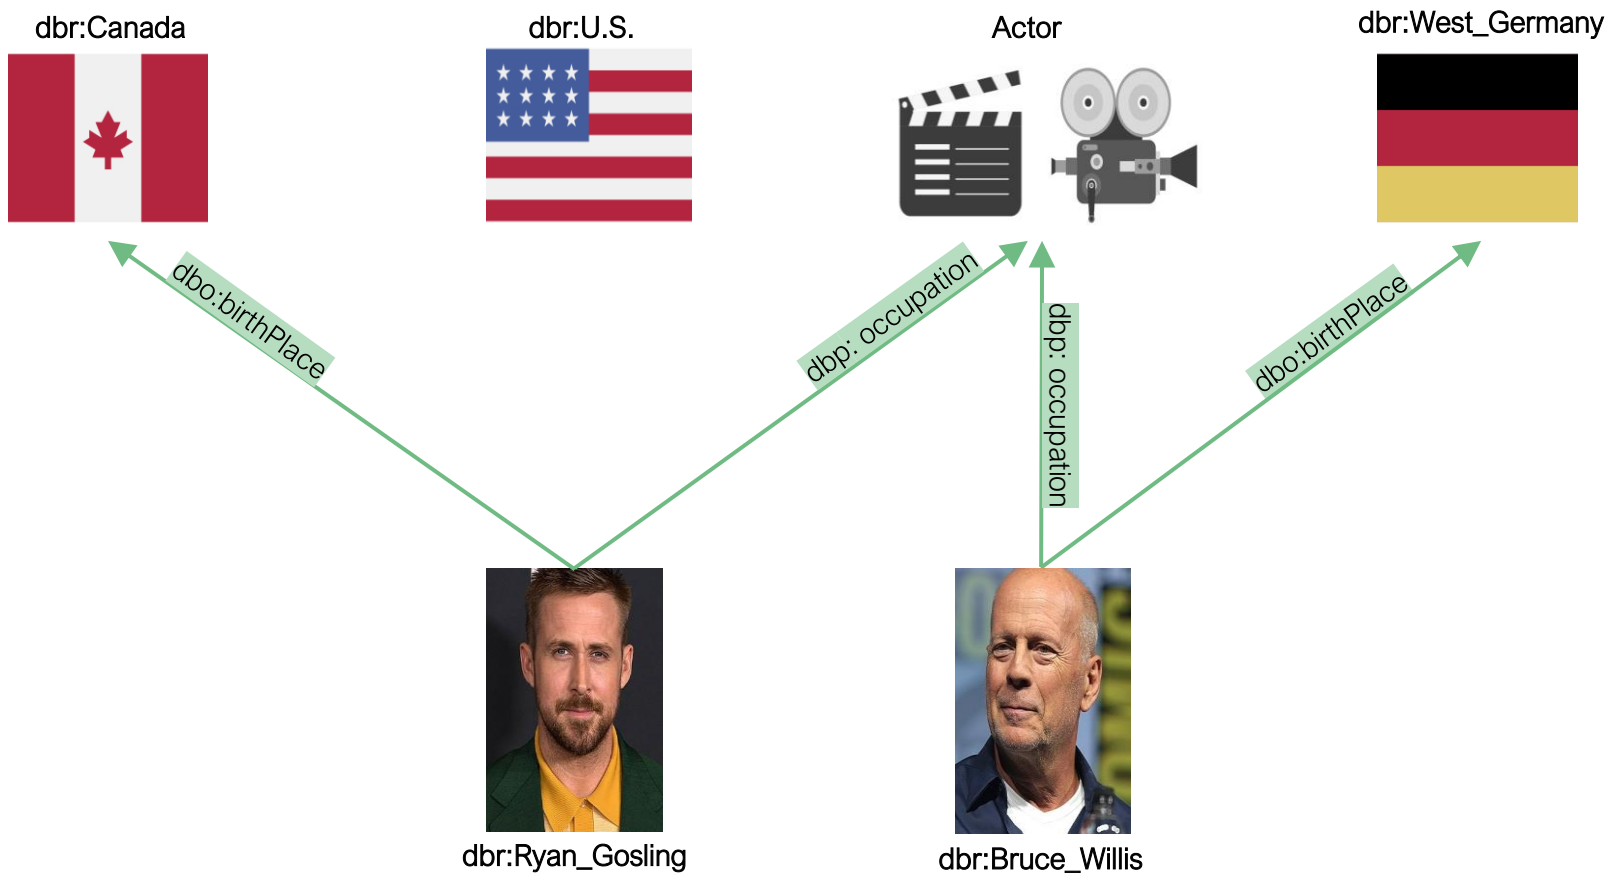 dbr:Canada
dbr:U.S.
Actor
dbr:West_Germany
dbo:birthPlace
dbp: occupation
dbp: occupation
dbo:birthPlace
dbr:Ryan_Gosling
dbr:Bruce_Willis